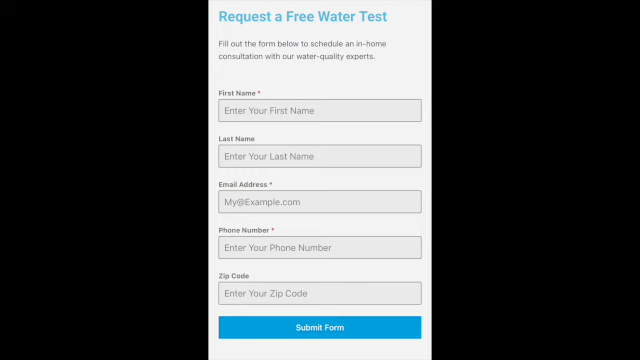 Request a Free Water Test
Fill out the form below to schedule an in-home
consultation with our water-quality experts.
First Name *
Enter Your First Name
Last Name
Enter Your Last Name
Email Address *
My@Example.com
Phone Number *
Enter Your Phone Number
Zip Code
Enter Your Zip Code
Submit Form